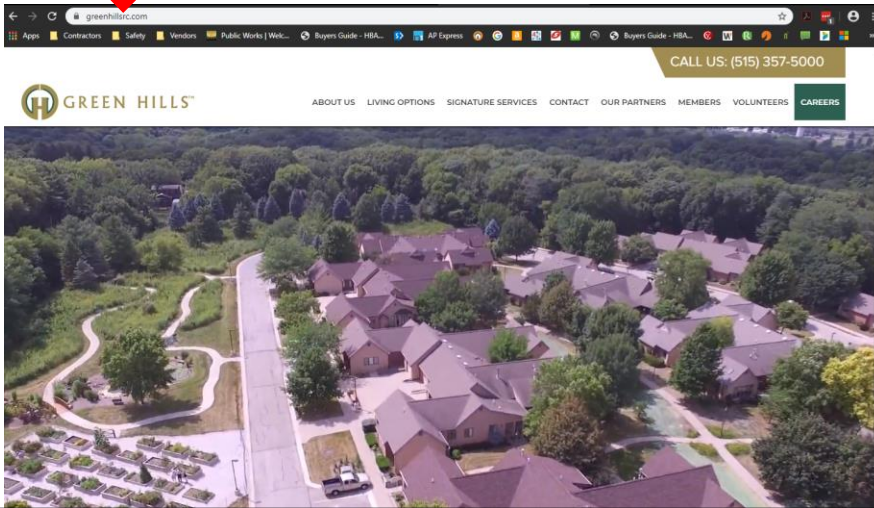 greenhillsrc.com
Apps Contractors Safety Vendors Public Works | Welc... Buyers Guide - HBA... AP Express Buyers Guide - HBA...
CALL US: (515) 357-5000
GREEN HILLS™
ABOUT US LIVING OPTIONS SIGNATURE SERVICES CONTACT OUR PARTNERS MEMBERS VOLUNTEERS CAREERS